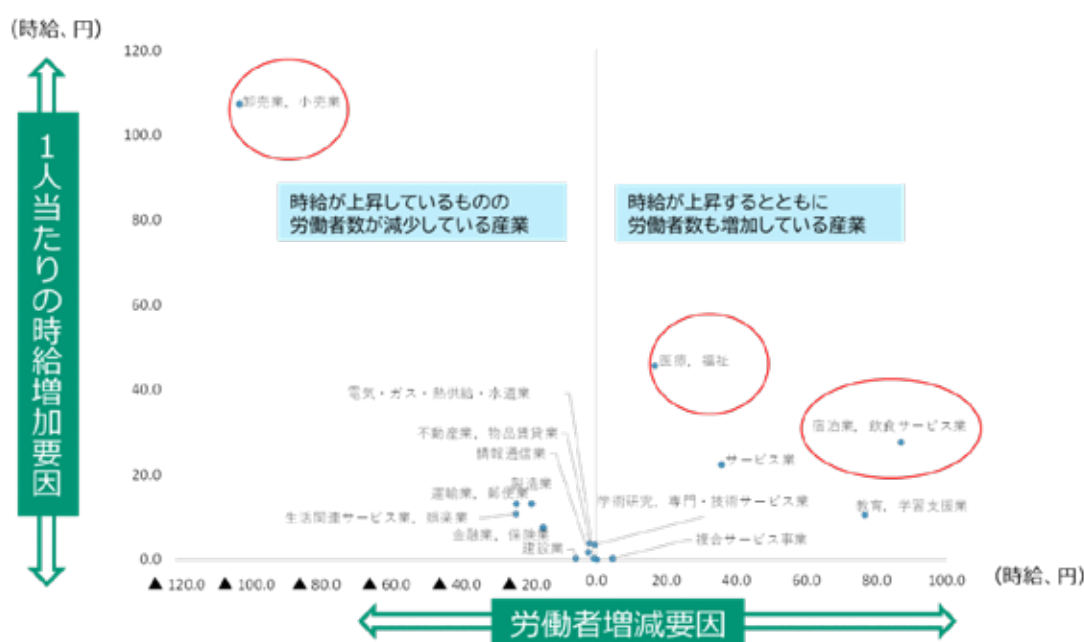 (時給、円)
120.0
卸売業，小売業
100.0
時給が上昇しているものの
労働者数が減少している産業
時給が上昇するとともに
労働者数も増加している産業
80.0
1人当たりの時給増加要因
60.0
医療，福祉
40.0
電気・ガス・熱供給・水道業
宿泊業，飲食サービス業
不動産業，物品賃貸業
情報通信業
サービス業
20.0
製造業
運輸業，郵便業
学術研究，専門・技術サービス業
教育，学習支援業
生活関連サービス業，娯楽業
金融業，保険業
建設業
複合サービス事業
0.0
▲ 120.0 ▲ 100.0 ▲ 80.0 ▲ 60.0 ▲ 40.0 ▲ 20.0 0.0 20.0 40.0 60.0 80.0 100.0
(時給、円)
労働者増減要因